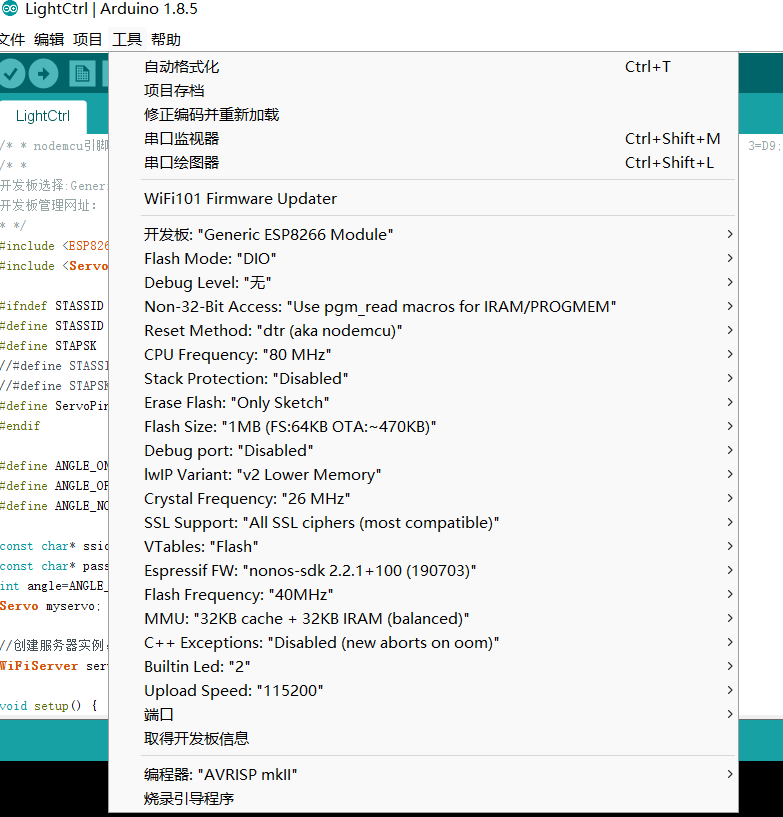 LightCtrl | Arduino 1.8.5
文件 编辑 项目 工具 帮助
自动格式化 Ctrl+T
项目存档
修正编码并重新加载
串口监视器 Ctrl+Shift+M
串口绘图器 Ctrl+Shift+L
WiFi101 Firmware Updater
开发板: "Generic ESP8266 Module"
Flash Mode: "DIO"
Debug Level: "无"
Non-32-Bit Access: "Use pgm_read macros for IRAM/PROGMEM"
Reset Method: "dtr (aka nodemcu)"
CPU Frequency: "80 MHz"
Stack Protection: "Disabled"
Erase Flash: "Only Sketch"
Flash Size: "1MB (FS:64KB OTA:~470KB)"
Debug port: "Disabled"
lwIP Variant: "v2 Lower Memory"
Crystal Frequency: "26 MHz"
SSL Support: "All SSL ciphers (most compatible)"
VTables: "Flash"
Espressif FW: "nonos-sdk 2.2.1+100 (190703)"
Flash Frequency: "40MHz"
MMU: "32KB cache + 32KB IRAM (balanced)"
C++ Exceptions: "Disabled (new aborts on oom)"
Builtin Led: "2"
Upload Speed: "115200"
端口
取得开发板信息
编程器: "AVRISP mkII"
烧录引导程序
LightCtrl
/* * nodemcu引脚
3=D9;
/* *
开发板选择:Gener
开发板管理网址:
* */
#include <ESP826
#include <Servo
#ifndef STASSID
#define STASSID
#define STAPSK
//#define STASSI
//#define STAPSK
#define ServoPin
#endif
#define ANGLE_ON
#define ANGLE_OF
#define ANGLE_NO
const char* ssid
const char* pass
int angle=ANGLE_
Servo myservo;
//创建服务器实例
WiFiServer serv
void setup() {